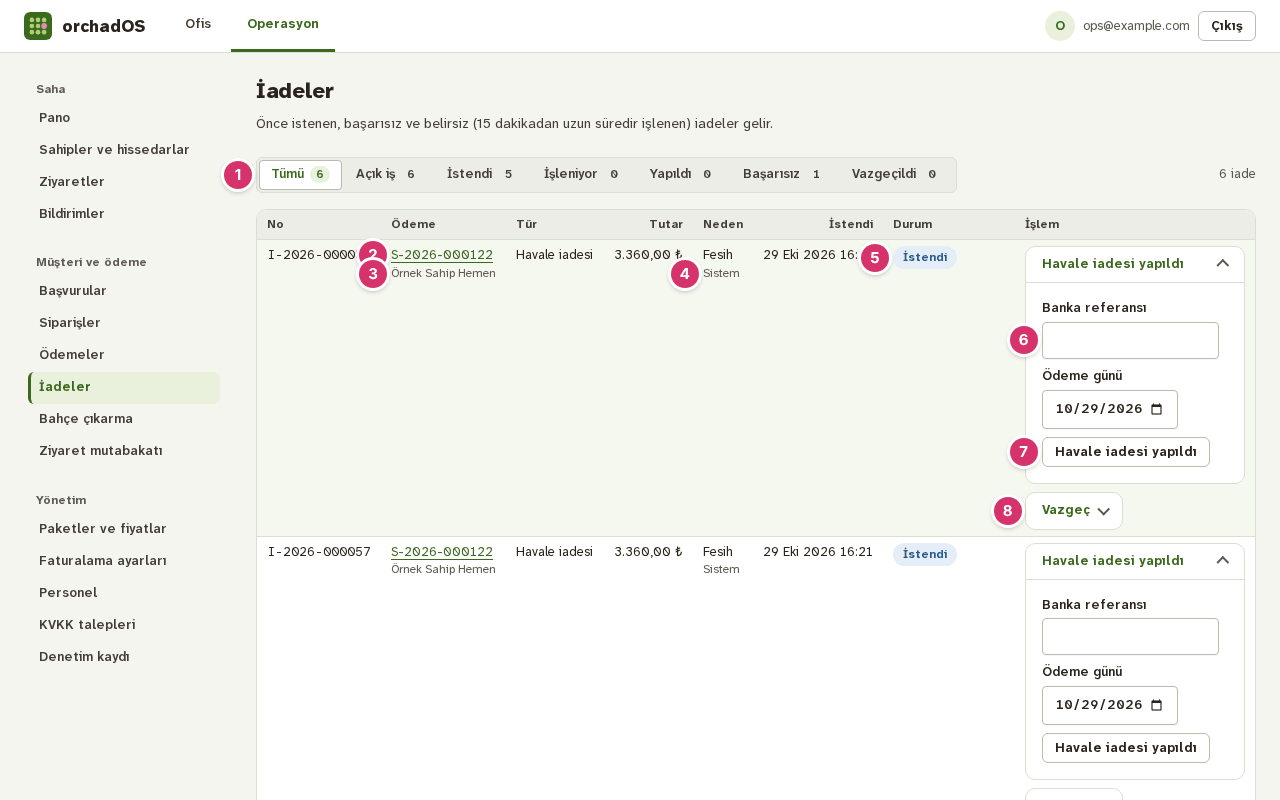 orchadOS
Ofis
Operasyon
O
ops@example.com
Çıkış
Saha
Pano
Sahipler ve hissedarlar
Ziyaretler
Bildirimler
Müşteri ve ödeme
Başvurular
Siparişler
Ödemeler
İadeler
Bahçe çıkarma
Ziyaret mutabakatı
Yönetim
Paketler ve fiyatlar
Faturalama ayarları
Personel
KVKK talepleri
Denetim kaydı
İadeler
Önce istenen, başarısız ve belirsiz (15 dakikadan uzun süredir işlenen) iadeler gelir.
1
Tümü 6 Açık iş 6 İstendi 5 İşleniyor 0 Yapıldı 0 Başarısız 1 Vazgeçildi 0
6 iade
No Ödeme Tür Tutar Neden İstendi Durum İşlem
2 S-2026-000122 Havale iadesi 3.360,00 ₺ Fesih 29 Eki 2026 5 İstendi
3 Örnek Sahip Hemen 4 Sistem
Havale iadesi yapıldı
Banka referansı
6
Ödeme günü
10/29/2026
7 Havale iadesi yapıldı
8 Vazgeç
I-2026-000057 S-2026-000122 Havale iadesi 3.360,00 ₺ Fesih 29 Eki 2026 16:21 İstendi
Örnek Sahip Hemen Sistem
Havale iadesi yapıldı
Banka referansı
Ödeme günü
10/29/2026
Havale iadesi yapıldı